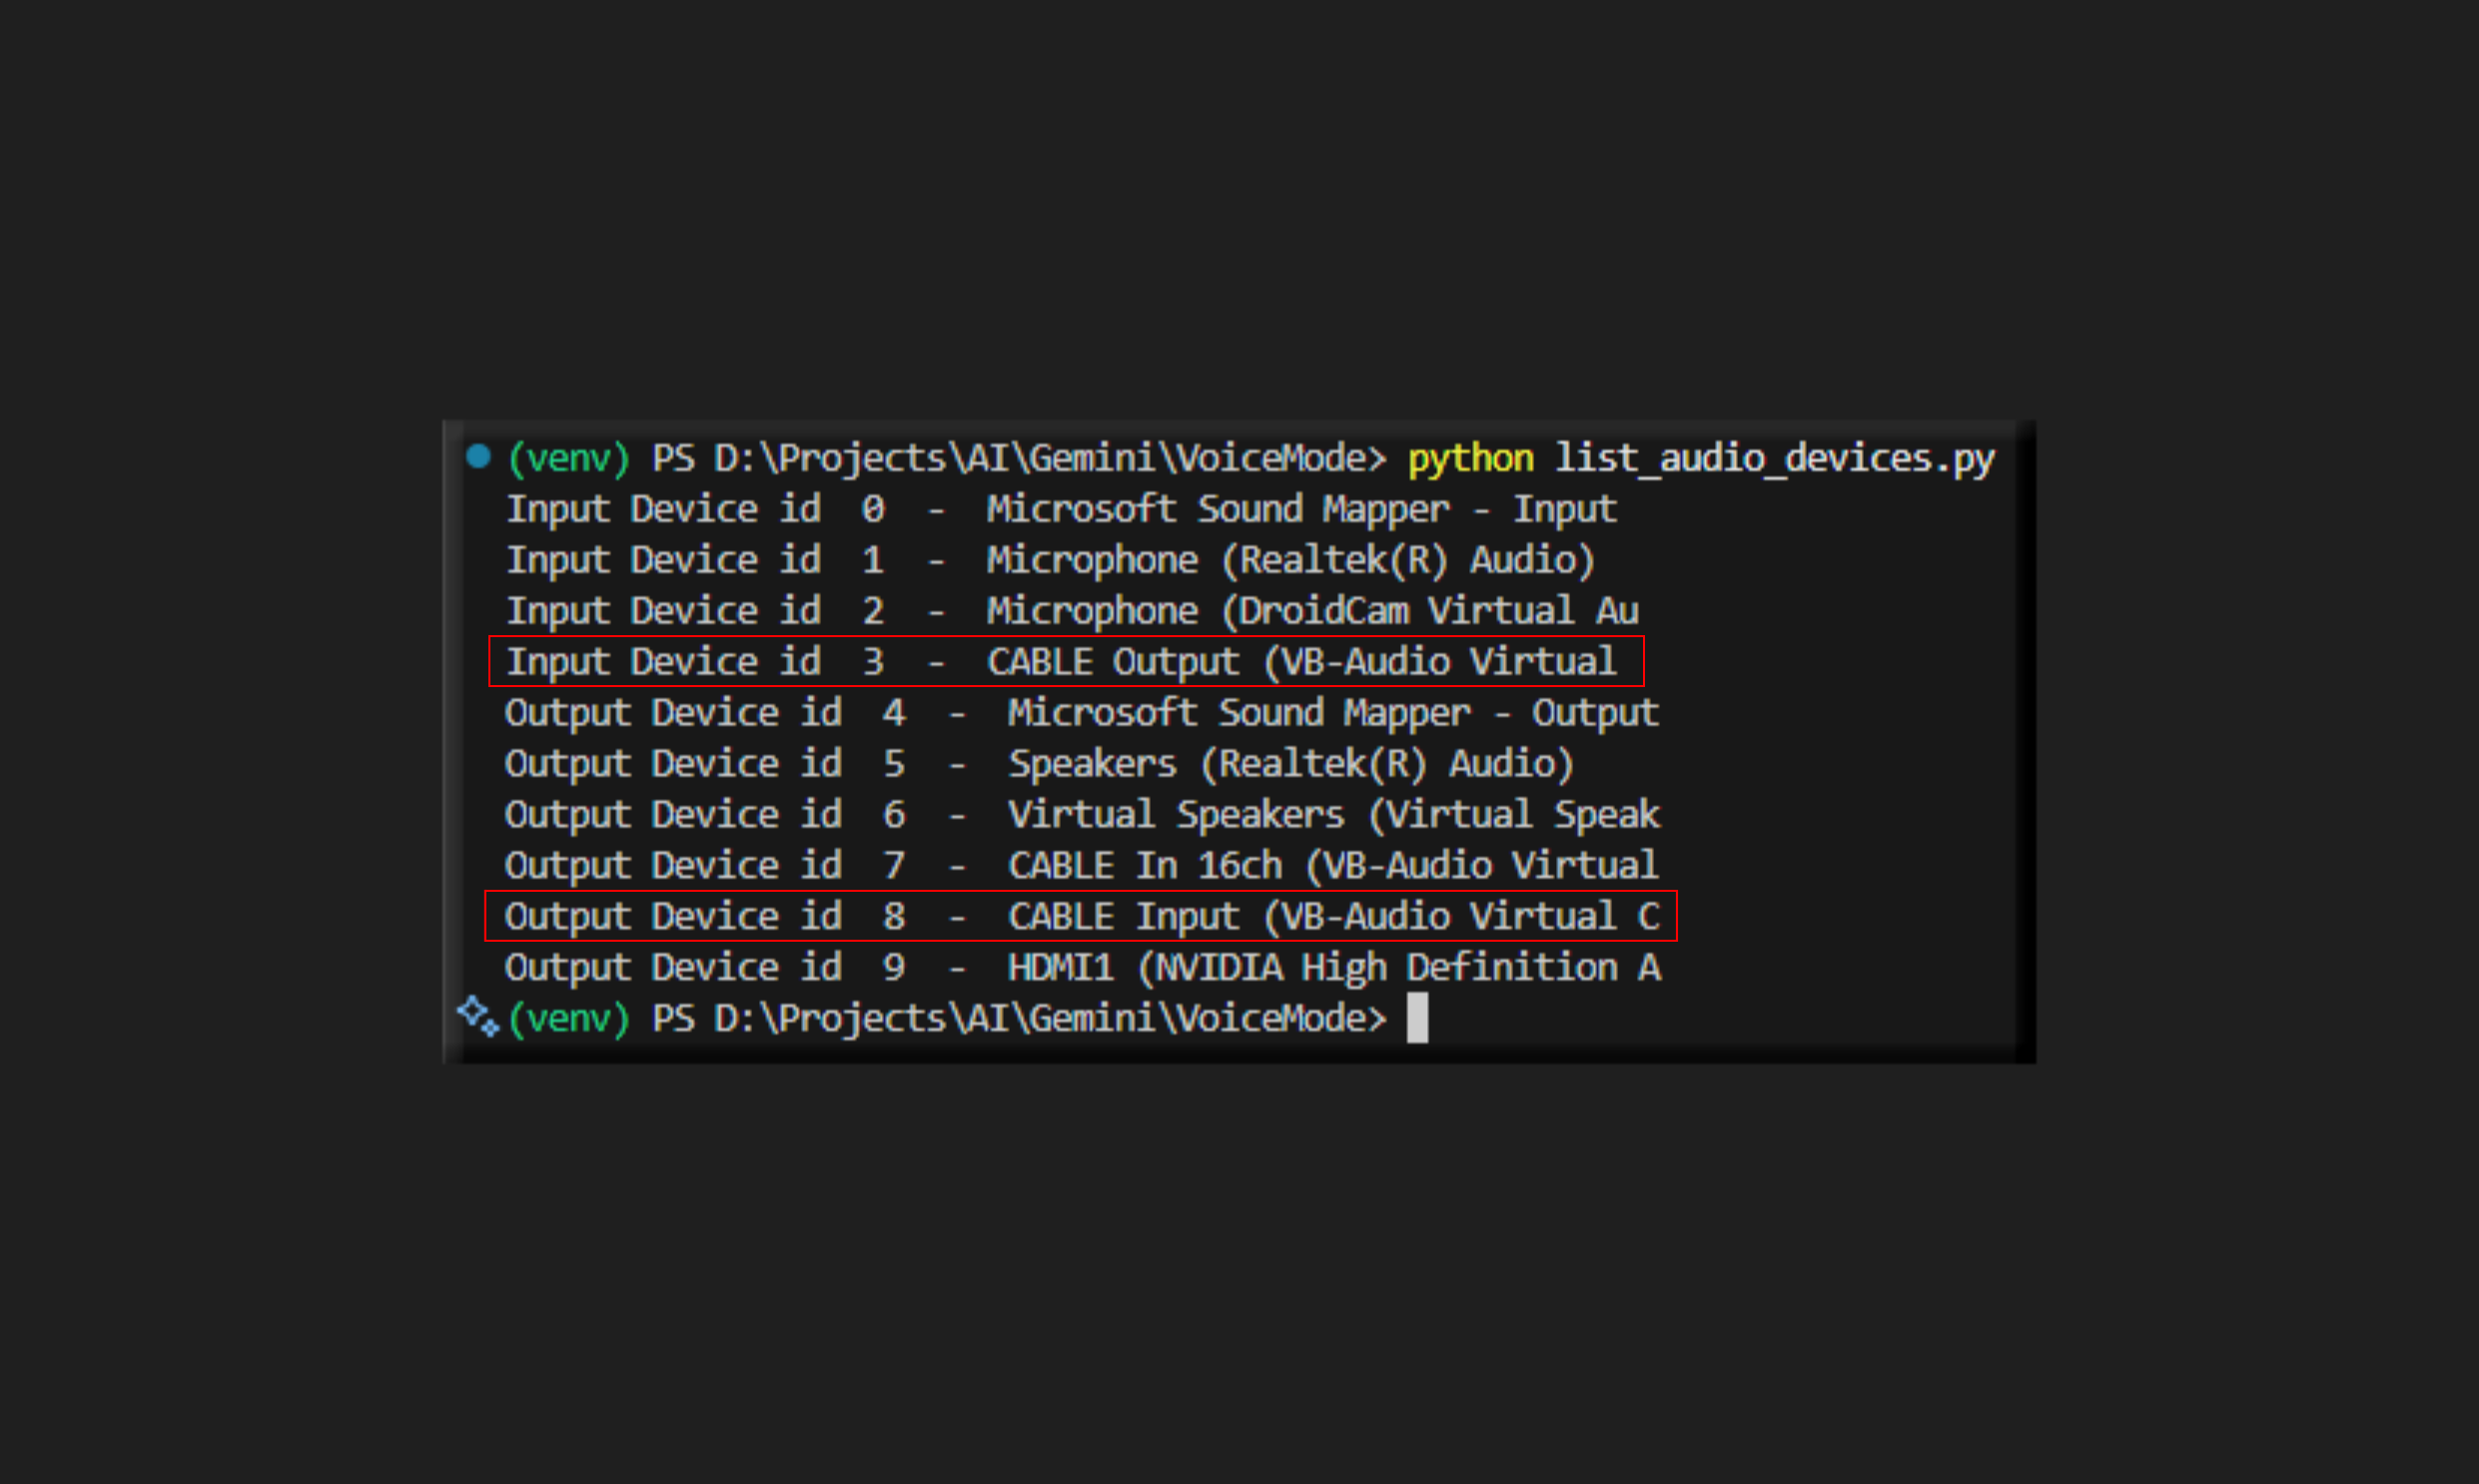 (venv) PS D:\Projects\AI\Gemini\VoiceMode> python list_audio_devices.py
Input Device id  0  -  Microsoft Sound Mapper - Input
Input Device id  1  -  Microphone (Realtek(R) Audio)
Input Device id  2  -  Microphone (DroidCam Virtual Au
Input Device id  3  -  CABLE Output (VB-Audio Virtual
Output Device id  4  -  Microsoft Sound Mapper - Output
Output Device id  5  -  Speakers (Realtek(R) Audio)
Output Device id  6  -  Virtual Speakers (Virtual Speak
Output Device id  7  -  CABLE In 16ch (VB-Audio Virtual
Output Device id  8  -  CABLE Input (VB-Audio Virtual C
Output Device id  9  -  HDMI1 (NVIDIA High Definition A
(venv) PS D:\Projects\AI\Gemini\VoiceMode>